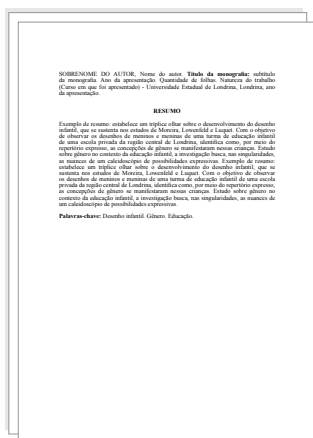 SOBRENOME DO AUTOR, Nome do autor. Título da monografia: subtítulo
da monografia. Ano da apresentação. Quantidade de folhas. Natureza do trabalho
(Curso em que foi apresentado) - Universidade Estadual de Londrina, Londrina, ano
da apresentação.
RESUMO
Exemplo de resumo: estabelece um tríplice olhar sobre o desenvolvimento do desenho
infantil, que se sustenta nos estudos de Moreira, Lowenfeld e Luquet. Com o objetivo
de observar os desenhos de meninos e meninas de uma turma de educação infantil
de uma escola privada da região central de Londrina, identifica como, por meio do
repertório expresso, as concepções de gênero se manifestaram nessas crianças. Estudo
sobre gênero no contexto da educação infantil, a investigação busca, nas singularidades,
as nuances de um caleidoscópio de possibilidades expressivas. Exemplo de resumo:
estabelece um tríplice olhar sobre o desenvolvimento do desenho infantil, que se
sustenta nos estudos de Moreira, Lowenfeld e Luquet. Com o objetivo de observar
os desenhos de meninos e meninas de uma turma de educação infantil de uma escola
privada da região central de Londrina, identifica como, por meio do repertório expresso,
as concepções de gênero se manifestaram nessas crianças. Estudo sobre gênero no
contexto da educação infantil, a investigação busca, nas singularidades, as nuances de
um caleidoscópio de possibilidades expressivas.
Palavras-chave: Desenho infantil. Gênero. Educação.